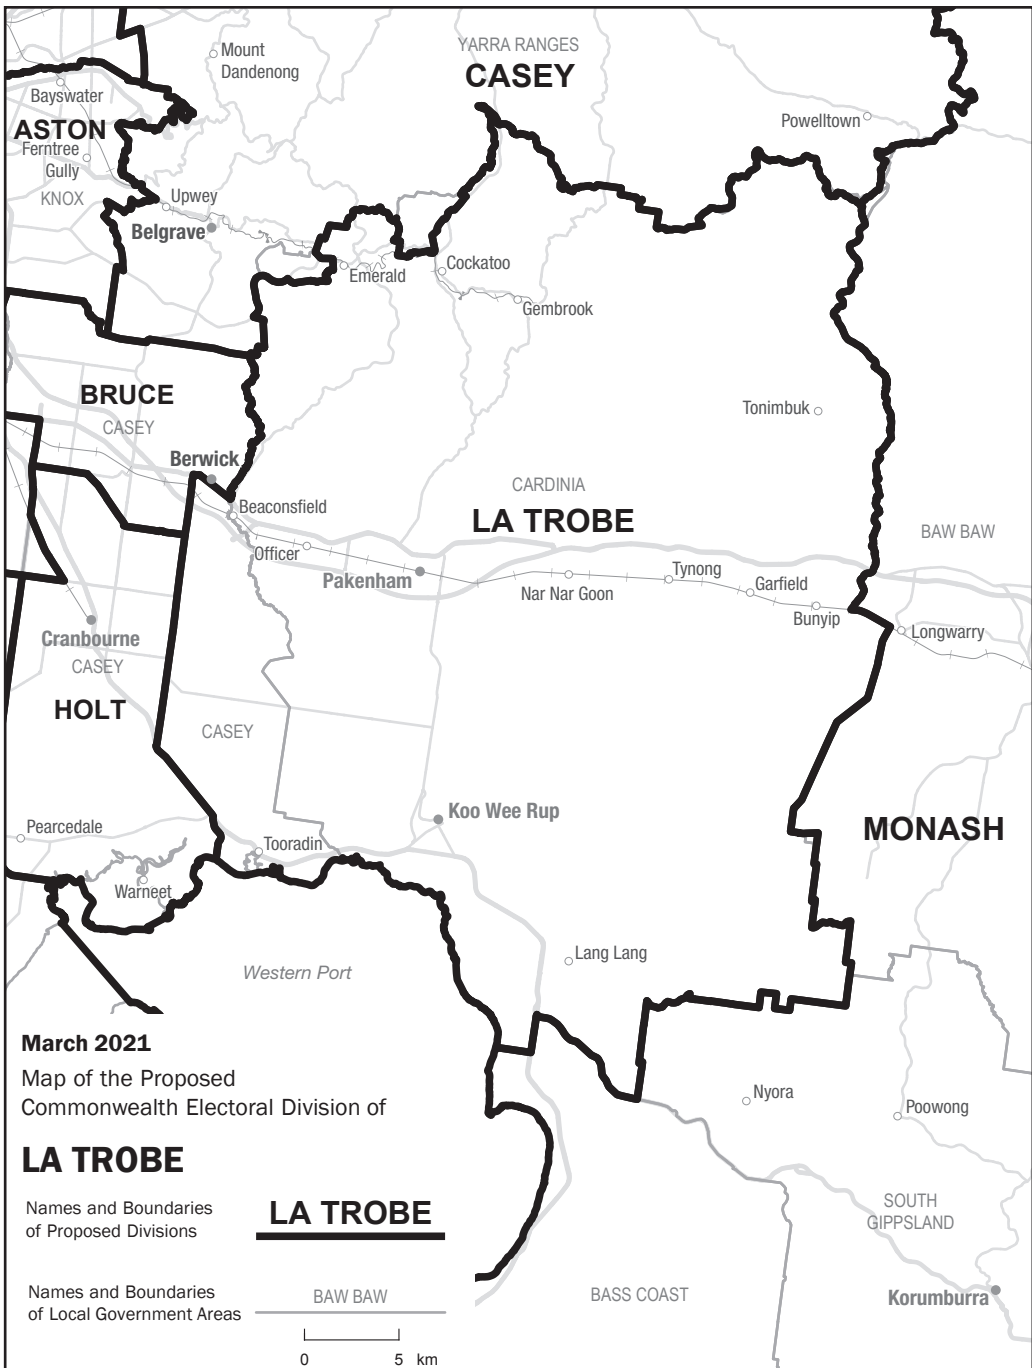 Mount
Dandenong
YARRA RANGES
CASEY
Bayswater
Powelltown
ASTON
Ferntree
Gully
KNOX
Upwey
Belgrave
Emerald
Cockatoo
Gembrook
BRUCE
CASEY
Tonimbuk
Berwick
CARDINIA
LA TROBE
Beaconsfield
BAW BAW
Officer
Pakenham
Nar Nar Goon
Tynong
Garfield
Bunyip
Longwarry
Cranbourne
CASEY
HOLT
CASEY
Koo Wee Rup
MONASH
Pearcedale
Tooradin
Warneet
Lang Lang
Western Port
March 2021
Map of the Proposed
Commonwealth Electoral Division of
LA TROBE
Nyora
Poowong
Names and Boundaries
of Proposed Divisions
LA TROBE
SOUTH
GIPPSLAND
Names and Boundaries
of Local Government Areas
BAW BAW
BASS COAST
Korumburra
0 5 km